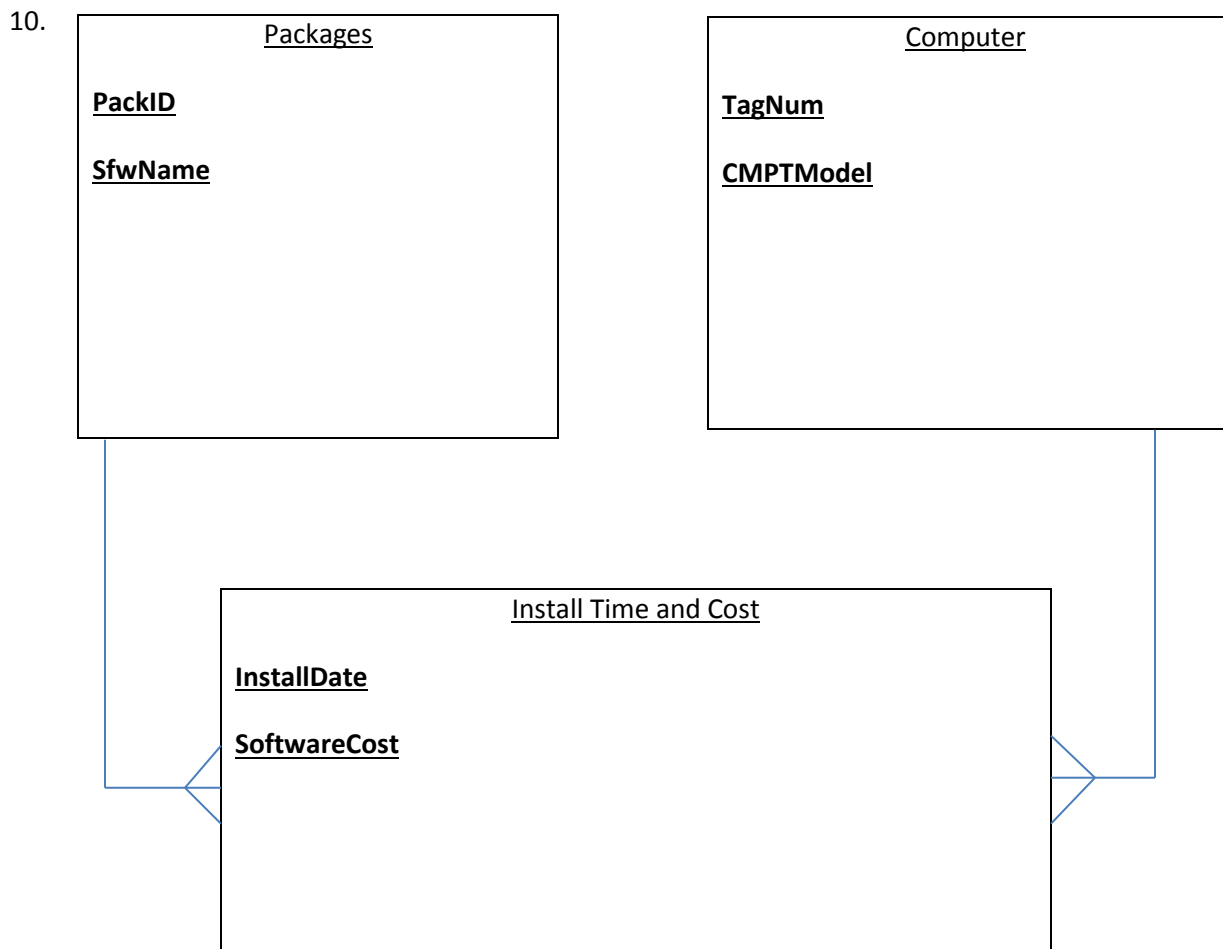 10.
Packages
PackID
SfwName
Computer
TagNum
CMPTModel
Install Time and Cost
InstallDate
SoftwareCost